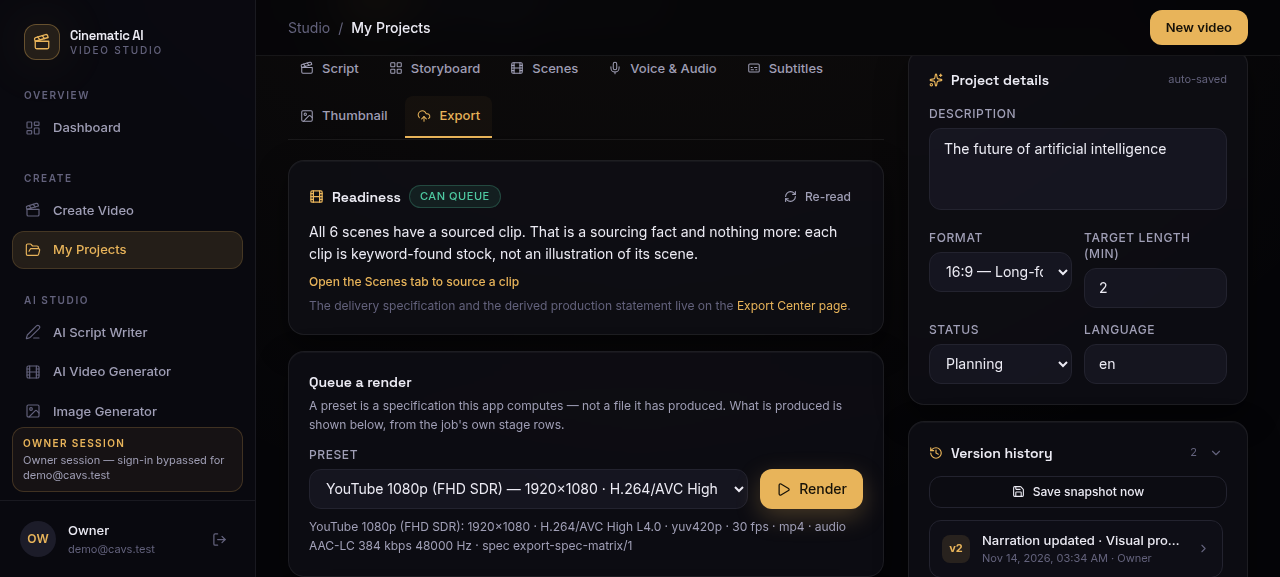 Cinematic AI
VIDEO STUDIO
OVERVIEW
Dashboard
CREATE
Create Video
My Projects
AI STUDIO
AI Script Writer
AI Video Generator
Image Generator
OWNER SESSION
Owner session — sign-in bypassed for
demo@cavs.test
OW
Owner
demo@cavs.test
Studio / My Projects
New video
Script
Storyboard
Scenes
Voice & Audio
Subtitles
Thumbnail
Export
Readiness
CAN QUEUE
Re-read
All 6 scenes have a sourced clip. That is a sourcing fact and nothing more: each
clip is keyword-found stock, not an illustration of its scene.
Open the Scenes tab to source a clip
The delivery specification and the derived production statement live on the Export Center page.
Queue a render
A preset is a specification this app computes — not a file it has produced. What is produced is
shown below, from the job's own stage rows.
PRESET
YouTube 1080p (FHD SDR) — 1920×1080 · H.264/AVC High
Render
YouTube 1080p (FHD SDR): 1920×1080 · H.264/AVC High L4.0 · yuv420p · 30 fps · mp4 · audio
AAC-LC 384 kbps 48000 Hz · spec export-spec-matrix/1
Project details
auto-saved
DESCRIPTION
The future of artificial intelligence
FORMAT
16:9 — Long-fo
TARGET LENGTH
(MIN)
2
STATUS
Planning
LANGUAGE
en
Version history
2
Save snapshot now
v2
Narration updated · Visual pro...
Nov 14, 2026, 03:34 AM · Owner